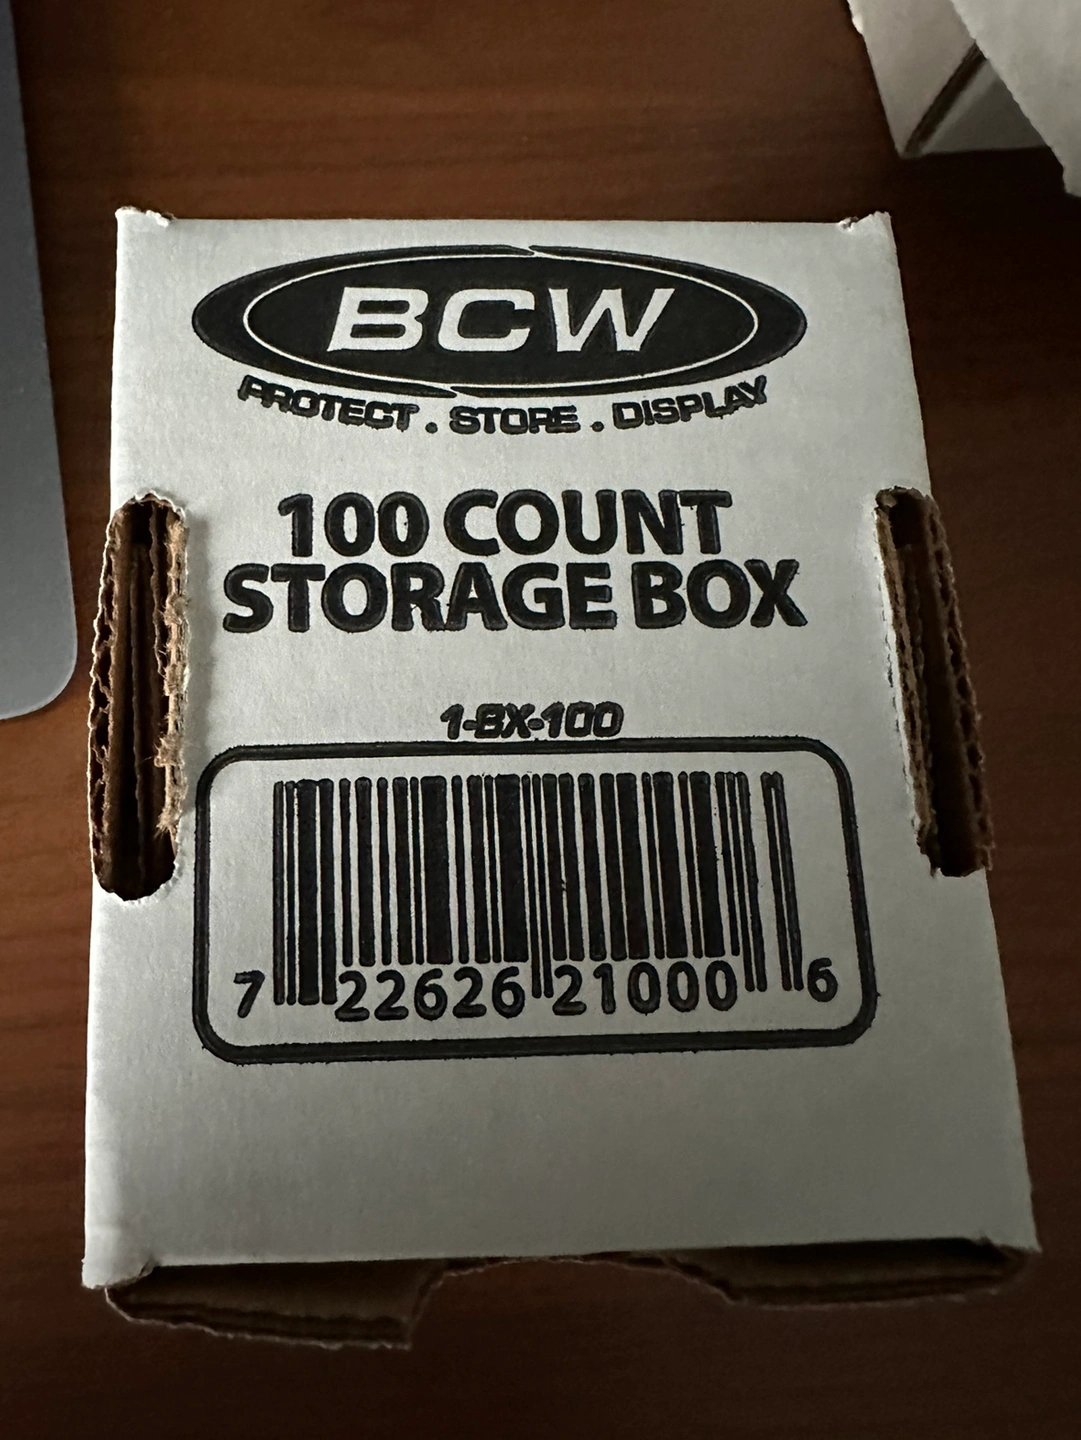 BCW
PROTECT . STORE . DISPLAY
100 COUNT
STORAGE BOX
1-BX-100
7 22626 21000 6